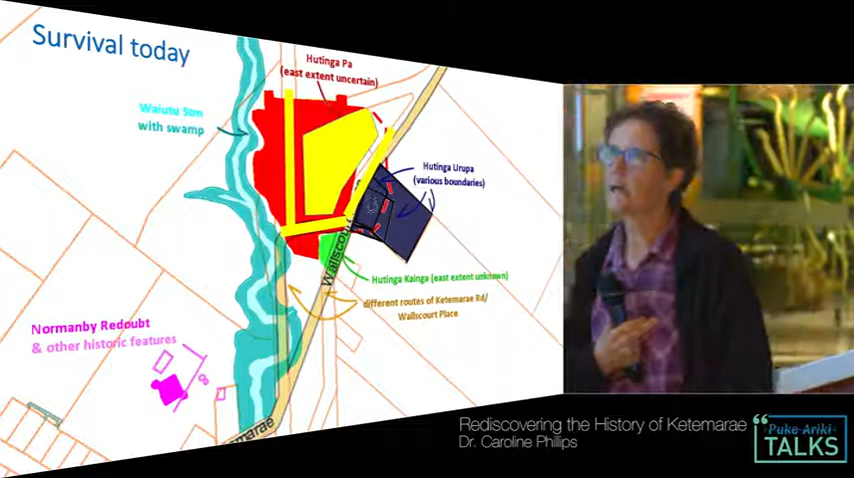 Survival today
Hutinga Pa
(east extent uncertain)
Waiutu Stm
with swamp
Hutinga Urupa
(various boundaries)
Wallscourt
Hutinga Kainga (east extent unknown)
different routes of Ketemarae Rd/
Wallscourt Place
Normanby Redoubt
& other historic features
emarae
Rediscovering the History of Ketemarae
Dr. Caroline Phillips
Puke Ariki
TALKS